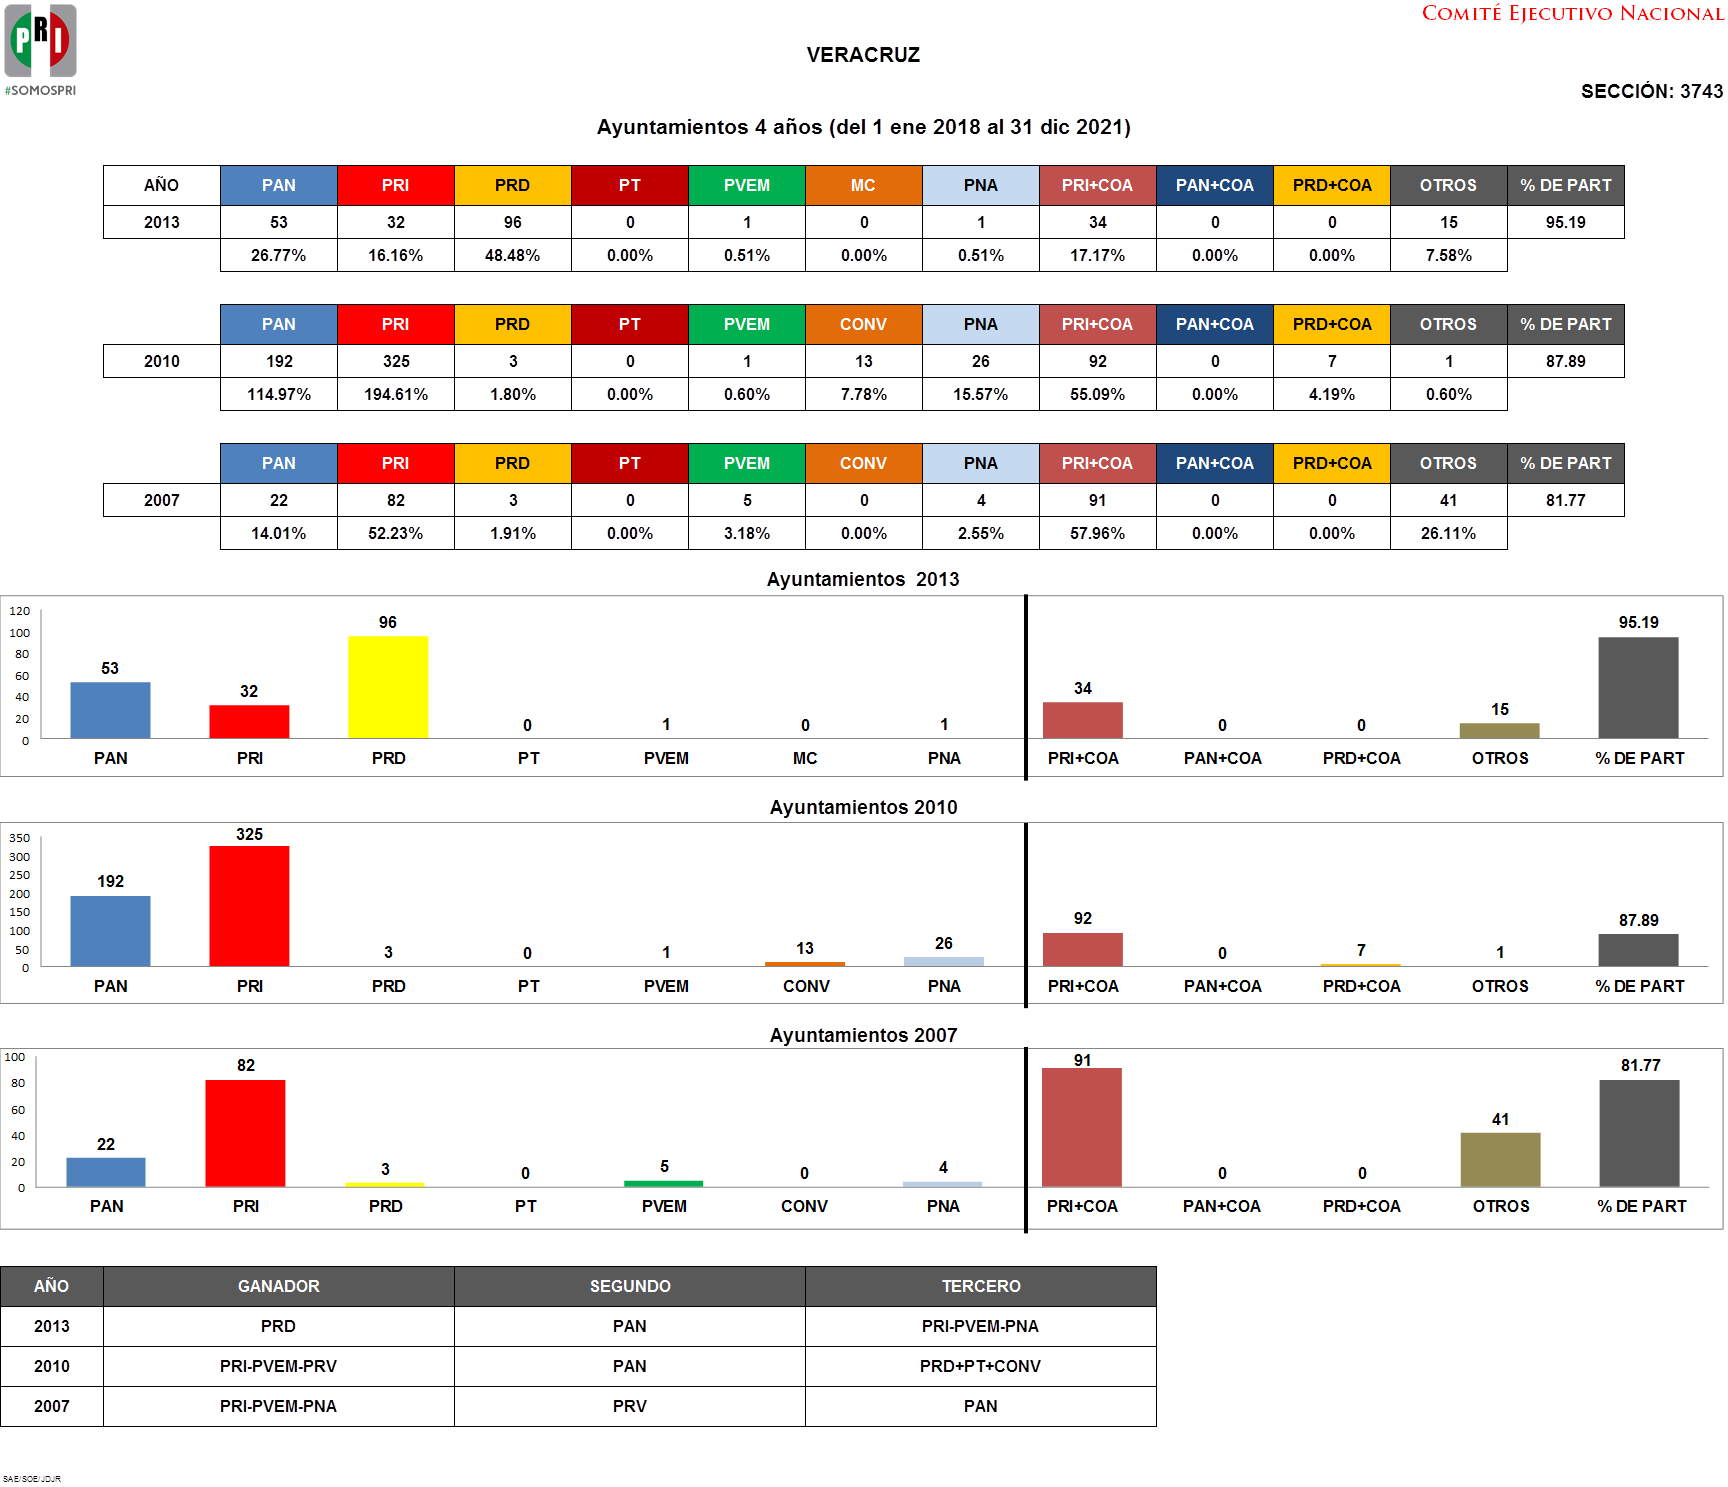 PRI
#SOMOSPRI
COMITÉ EJECUTIVO NACIONAL
VERACRUZ
SECCIÓN: 3743
Ayuntamientos 4 años (del 1 ene 2018 al 31 dic 2021)
AÑO PAN PRI PRD PT PVEM MC PNA PRI+COA PAN+COA PRD+COA OTROS % DE PART
2013 53 32 96 0 1 0 1 34 0 0 15 95.19
26.77% 16.16% 48.48% 0.00% 0.51% 0.00% 0.51% 17.17% 0.00% 0.00% 7.58%
PAN PRI PRD PT PVEM CONV PNA PRI+COA PAN+COA PRD+COA OTROS % DE PART
2010 192 325 3 0 1 13 26 92 0 7 1 87.89
114.97% 194.61% 1.80% 0.00% 0.60% 7.78% 15.57% 55.09% 0.00% 4.19% 0.60%
PAN PRI PRD PT PVEM CONV PNA PRI+COA PAN+COA PRD+COA OTROS % DE PART
2007 22 82 3 0 5 0 4 91 0 0 41 81.77
14.01% 52.23% 1.91% 0.00% 3.18% 0.00% 2.55% 57.96% 0.00% 0.00% 26.11%
Ayuntamientos 2013
120
100
80
60
40
20
0
53 32 96 0 1 0 1 34 0 0 15 95.19
PAN PRI PRD PT PVEM MC PNA PRI+COA PAN+COA PRD+COA OTROS % DE PART
Ayuntamientos 2010
350
300
250
200
150
100
50
0
192 325 3 0 1 13 26 92 0 7 1 87.89
PAN PRI PRD PT PVEM CONV PNA PRI+COA PAN+COA PRD+COA OTROS % DE PART
Ayuntamientos 2007
100
80
60
40
20
0
22 82 3 0 5 0 4 91 0 0 41 81.77
PAN PRI PRD PT PVEM CONV PNA PRI+COA PAN+COA PRD+COA OTROS % DE PART
AÑO GANADOR SEGUNDO TERCERO
2013 PRD PAN PRI-PVEM-PNA
2010 PRI-PVEM-PRV PAN PRD+PT+CONV
2007 PRI-PVEM-PNA PRV PAN
SAE/SOE/JDJR